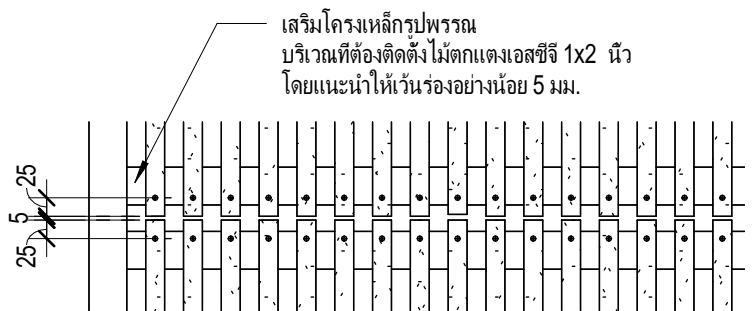 เสริมโครงเหล็กรูปพรรณ
บริเวณที่ต้องติดตั้งไม้ตกแตงเอสซีจี 1x2 นิ้ว
โดยแนะนำให้เว้นร่องอย่างน้อย 5 มม.
25
5
25